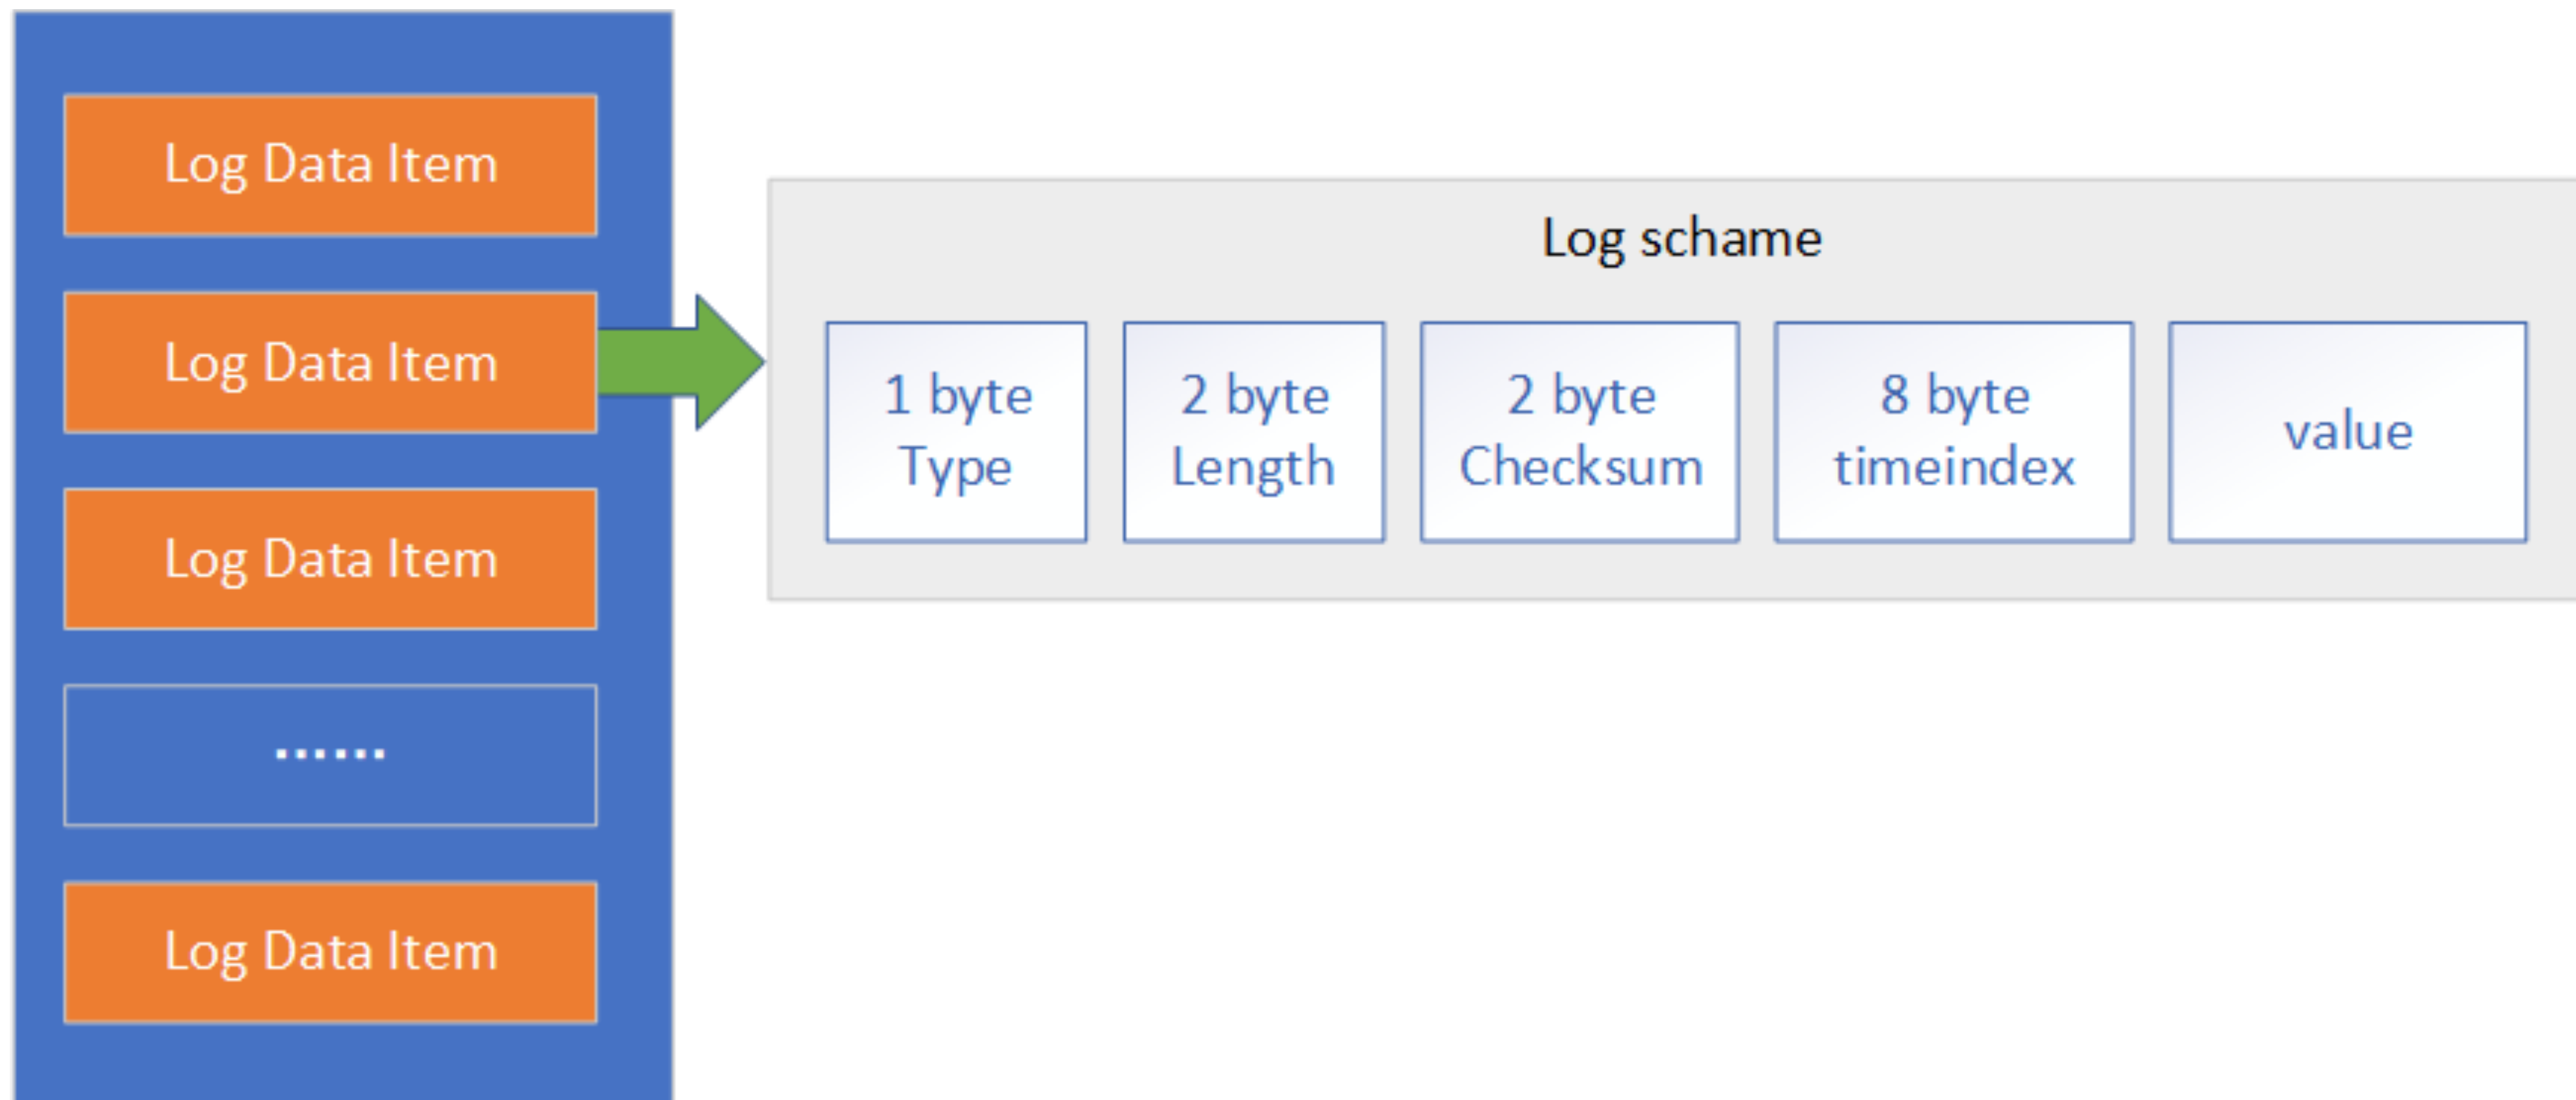 Log Data Item
Log Data Item
Log Data Item
......
Log Data Item
Log schame
1 byte
Type
2 byte
Length
2 byte
Checksum
8 byte
timeindex
value